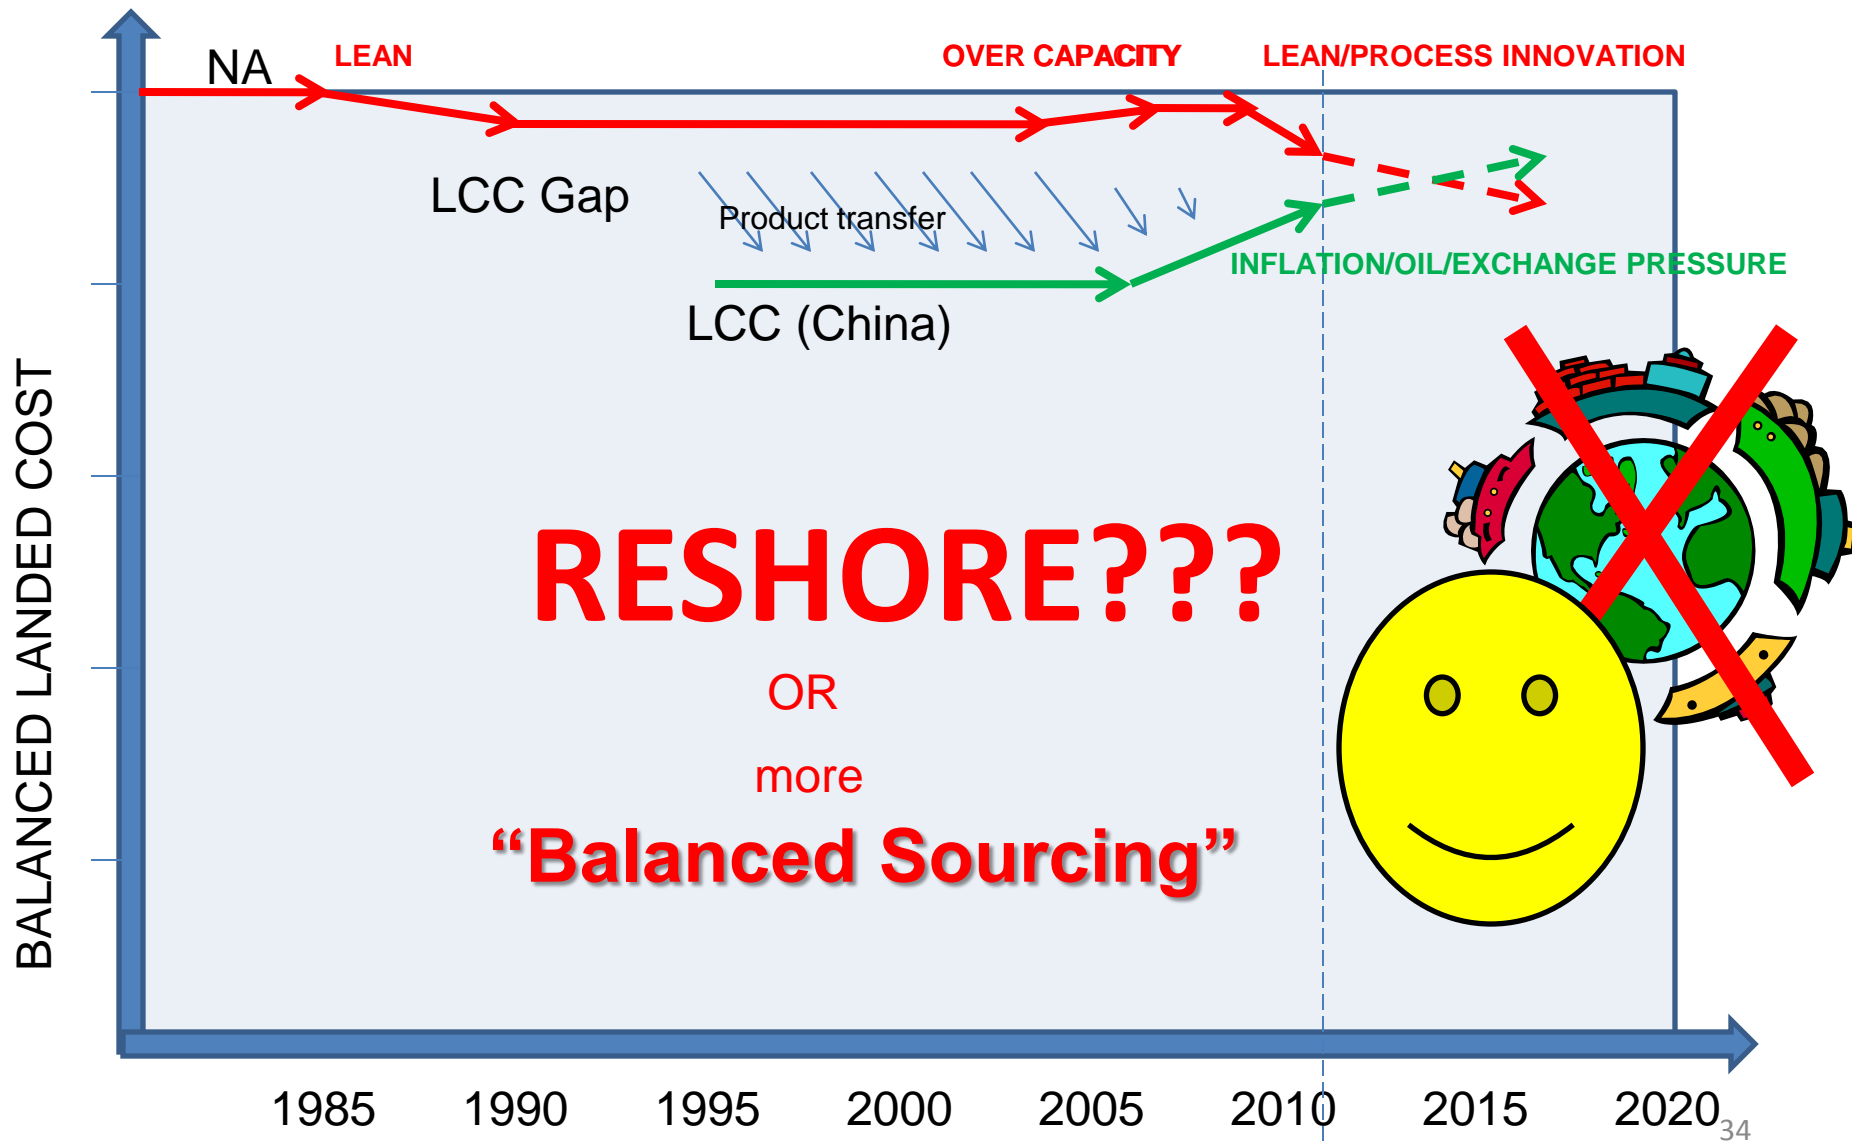 NA
LEAN
OVER CAPACITY
LEAN/PROCESS INNOVATION
LCC Gap
Product transfer
INFLATION/OIL/EXCHANGE PRESSURE
LCC (China)
BALANCED LANDED COST
RESHORE???
OR
more
“Balanced Sourcing”
1985 1990 1995 2000 2005 2010 2015 2020
34